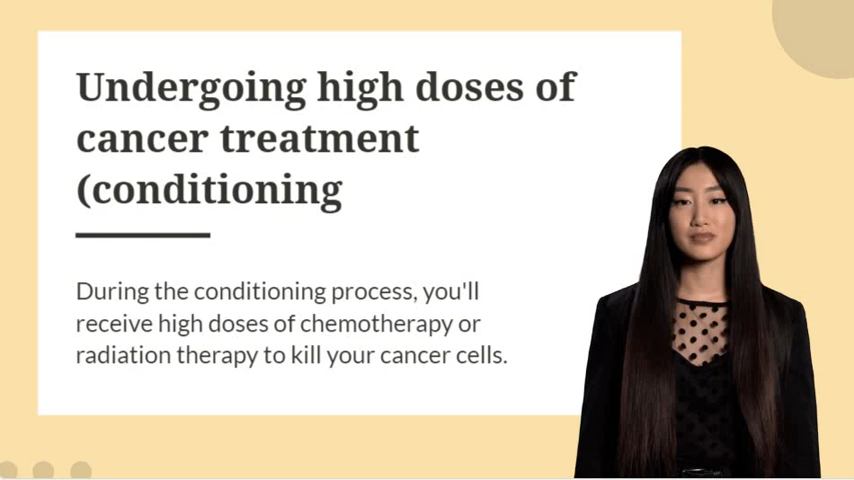 Undergoing high doses of
cancer treatment
(conditioning
During the conditioning process, you'll
receive high doses of chemotherapy or
radiation therapy to kill your cancer cells.